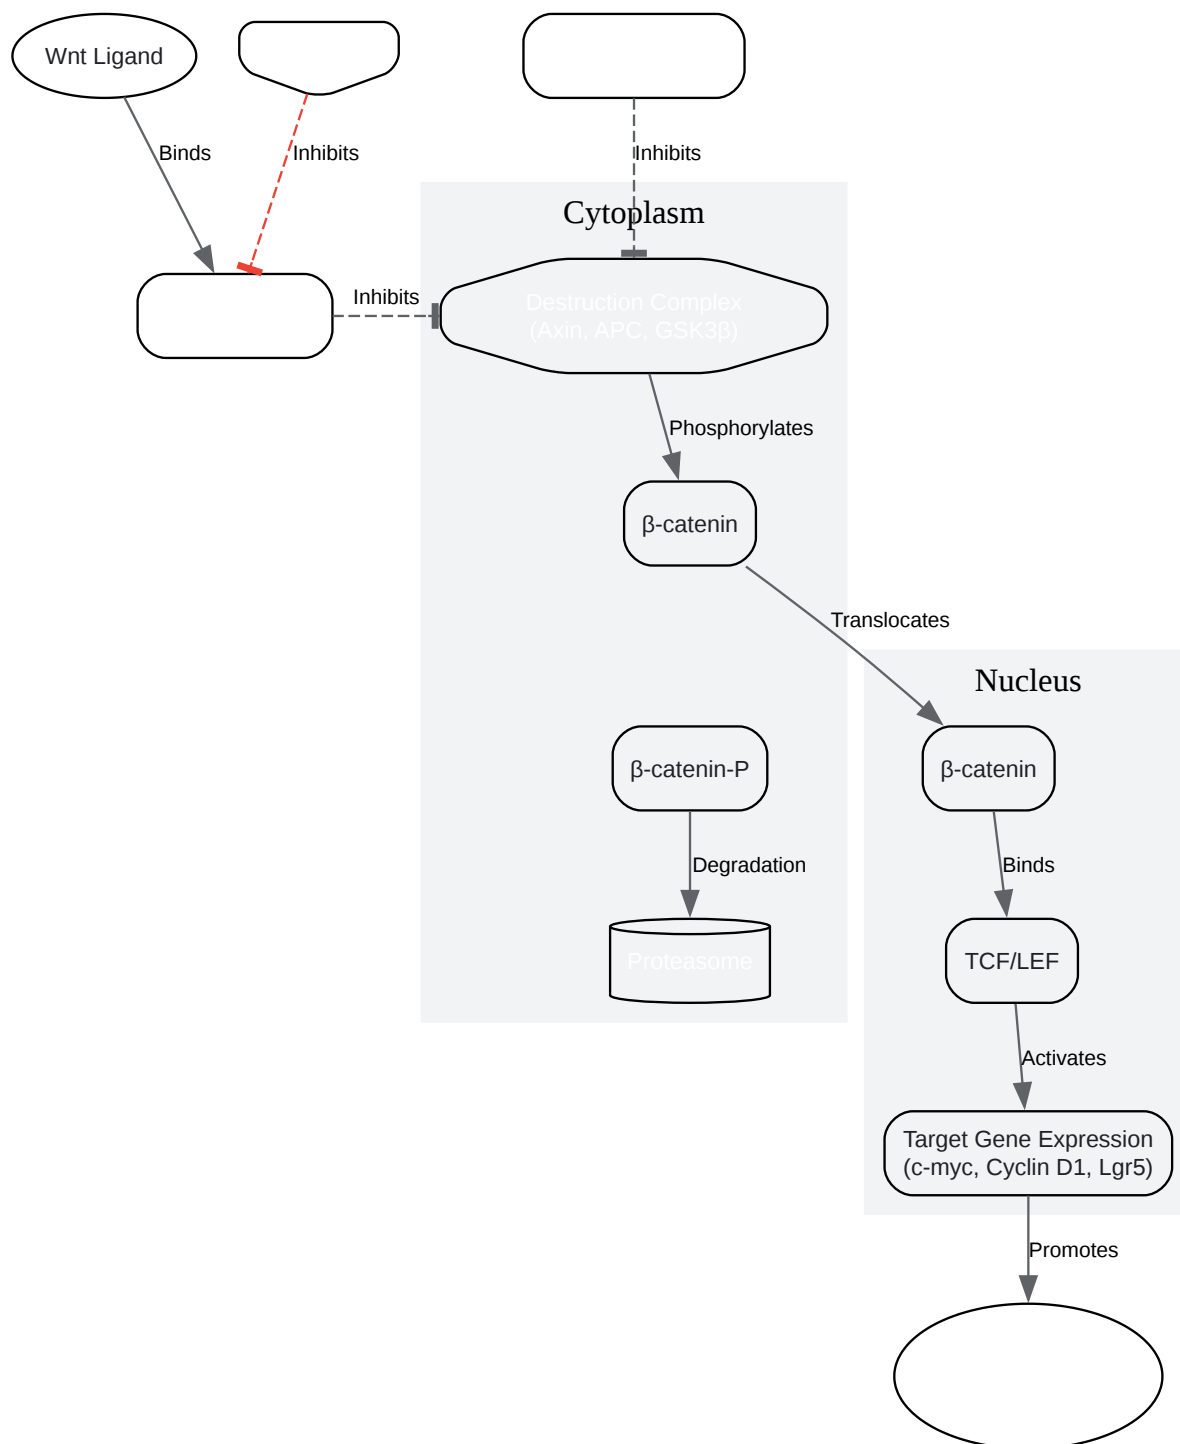 Wnt Ligand
Binds
Inhibits
Inhibits
Cytoplasm
Inhibits
Destruction Complex
(Axin, APC, GSK3β)
Phosphorylates
β-catenin
Translocates
Nucleus
β-catenin-P
β-catenin
Degradation
Binds
Proteasome
TCF/LEF
Activates
Target Gene Expression
(c-myc, Cyclin D1, Lgr5)
Promotes